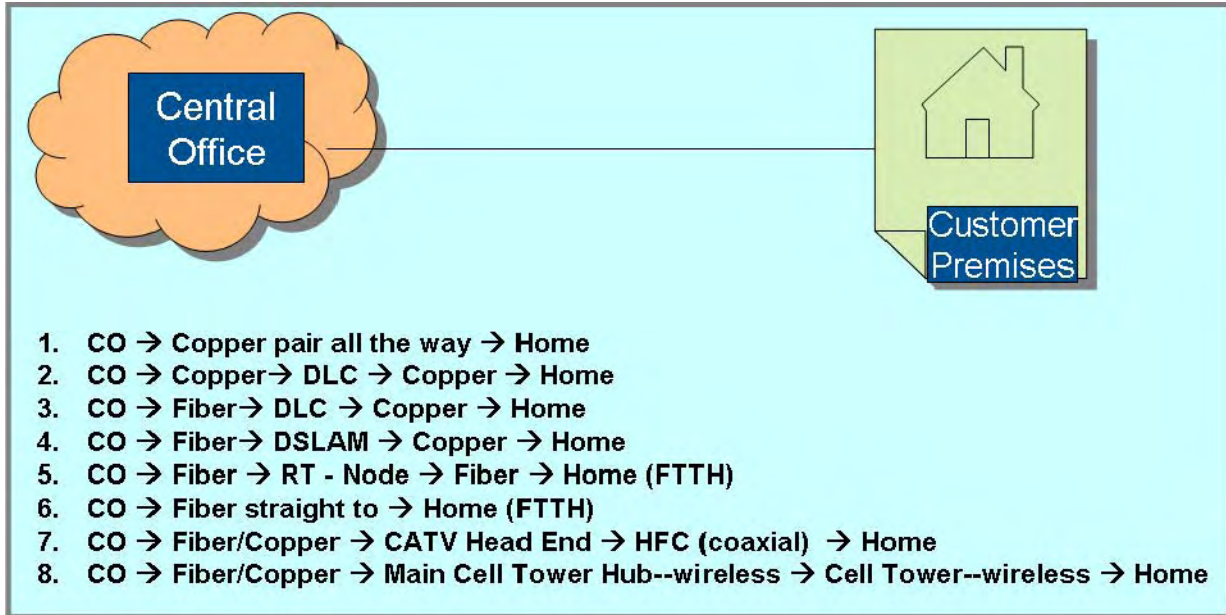 Central
Office
Customer
Premises
1. CO → Copper pair all the way → Home
2. CO → Copper→ DLC → Copper → Home
3. CO → Fiber→ DLC → Copper → Home
4. CO → Fiber→ DSLAM → Copper → Home
5. CO → Fiber → RT - Node → Fiber → Home (FTTH)
6. CO → Fiber straight to → Home (FTTH)
7. CO → Fiber/Copper → CATV Head End → HFC (coaxial) → Home
8. CO → Fiber/Copper → Main Cell Tower Hub--wireless → Cell Tower--wireless → Home